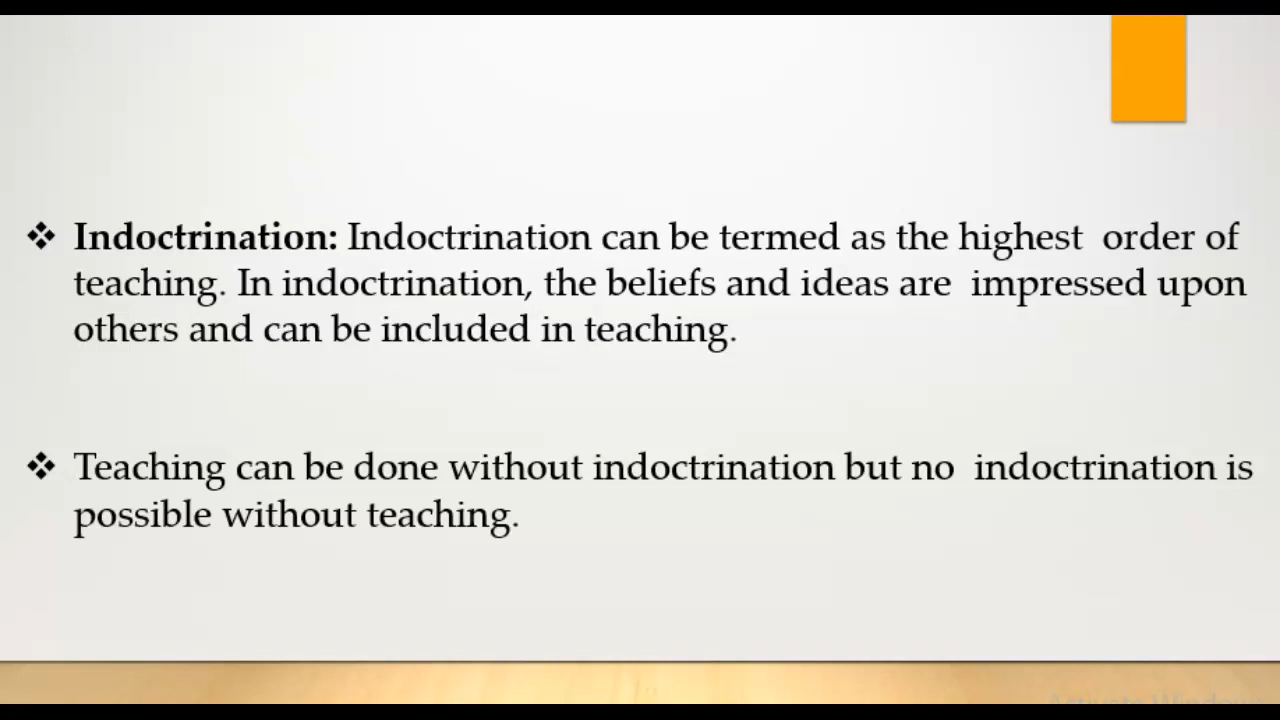 ❖ Indoctrination: Indoctrination can be termed as the highest order of
teaching. In indoctrination, the beliefs and ideas are impressed upon
others and can be included in teaching.
❖ Teaching can be done without indoctrination but no indoctrination is
possible without teaching.